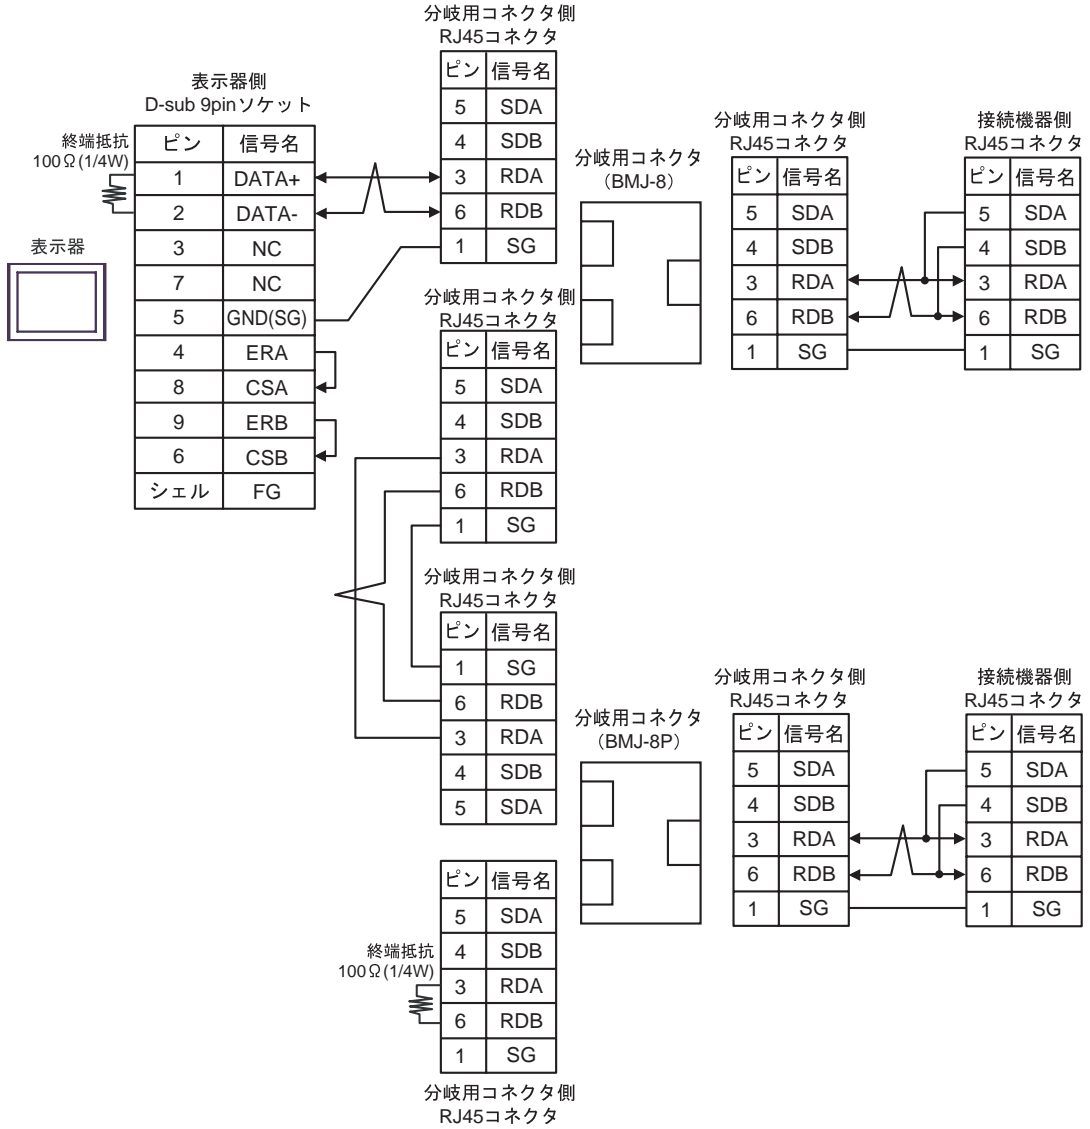 表示器側
D-sub 9pinソケット
終端抵抗
100Ω(1/4W)
ピン 信号名
1 DATA+
2 DATA-
3 NC
7 NC
5 GND(SG)
4 ERA
8 CSA
9 ERB
6 CSB
シェル FG
表示器
分岐用コネクタ側
RJ45コネクタ
ピン 信号名
5 SDA
4 SDB
3 RDA
6 RDB
1 SG
分岐用コネクタ
（BMJ-8）
分岐用コネクタ側
RJ45コネクタ
ピン 信号名
5 SDA
4 SDB
3 RDA
6 RDB
1 SG
接続機器側
RJ45コネクタ
ピン 信号名
5 SDA
4 SDB
3 RDA
6 RDB
1 SG
分岐用コネクタ側
RJ45コネクタ
ピン 信号名
5 SDA
4 SDB
3 RDA
6 RDB
1 SG
分岐用コネクタ側
RJ45コネクタ
ピン 信号名
1 SG
6 RDB
3 RDA
4 SDB
5 SDA
分岐用コネクタ
（BMJ-8P）
分岐用コネクタ側
RJ45コネクタ
ピン 信号名
5 SDA
4 SDB
3 RDA
6 RDB
1 SG
接続機器側
RJ45コネクタ
ピン 信号名
5 SDA
4 SDB
3 RDA
6 RDB
1 SG
終端抵抗
100Ω(1/4W)
ピン 信号名
5 SDA
4 SDB
3 RDA
6 RDB
1 SG
分岐用コネクタ側
RJ45コネクタ